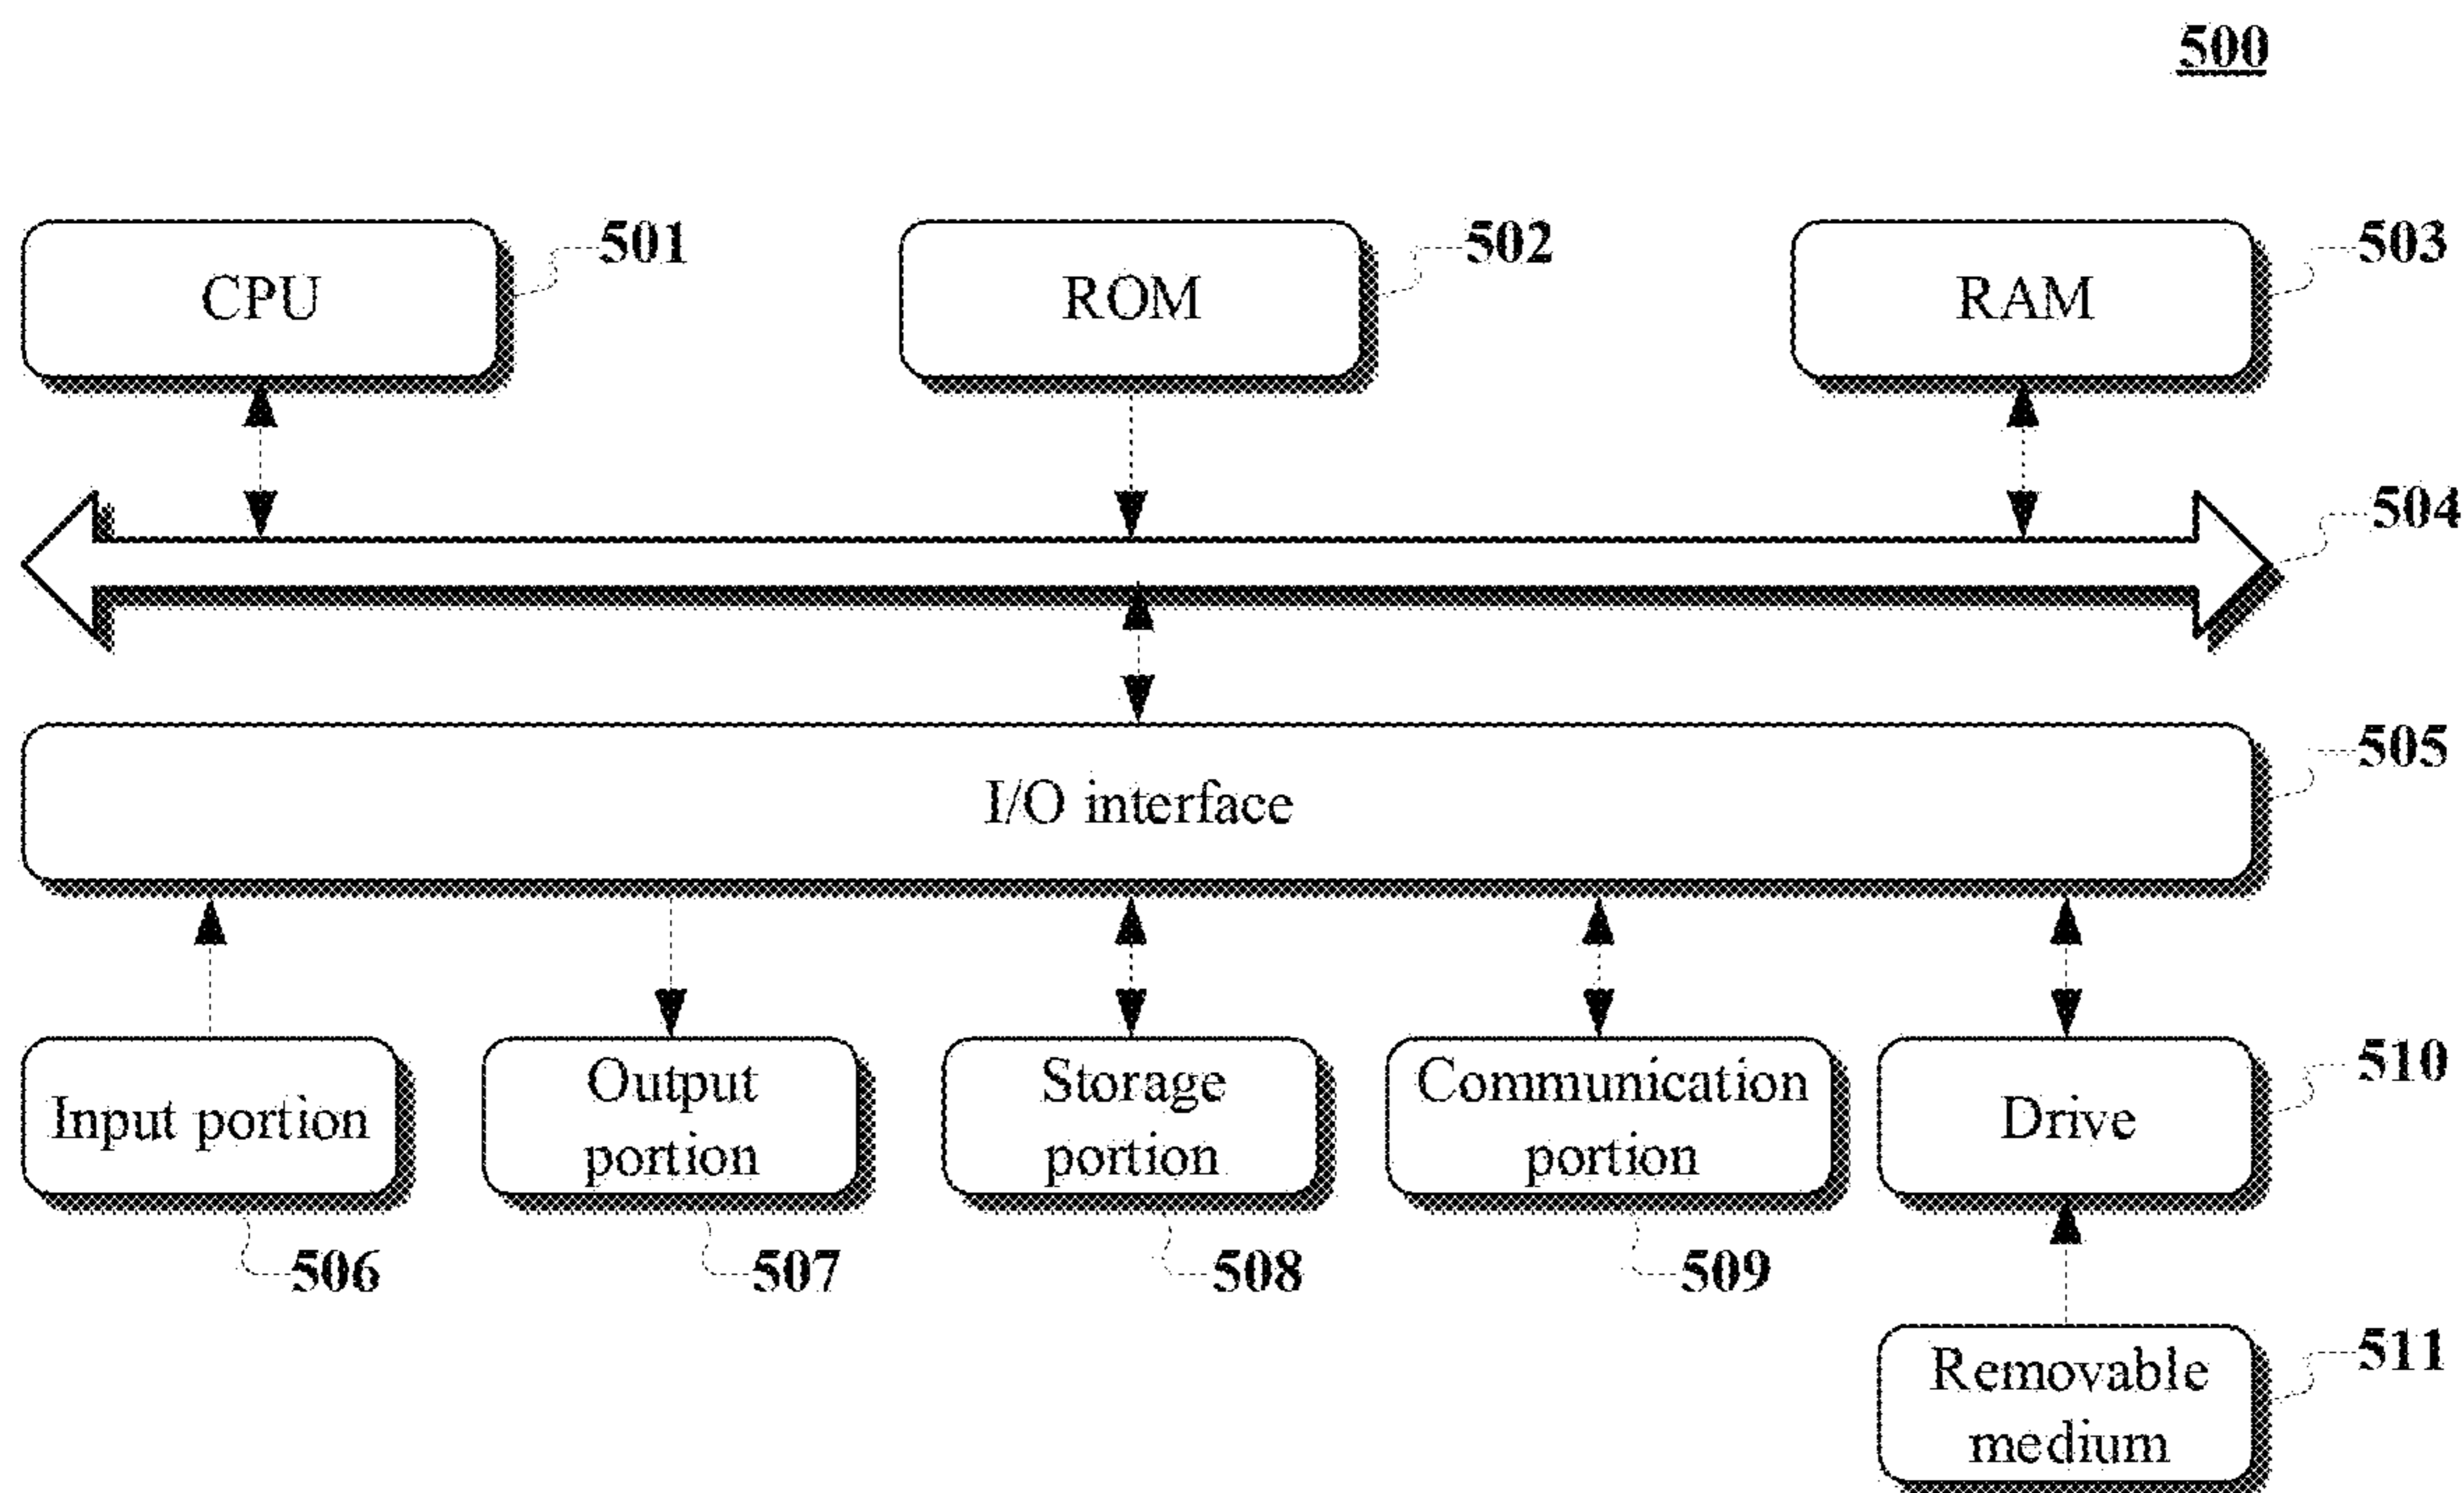 500
CPU
501
ROM
502
RAM
503
504
I/O interface
505
Input portion
506
Output
portion
507
Storage
portion
508
Communication
portion
509
Drive
510
Removable
medium
511